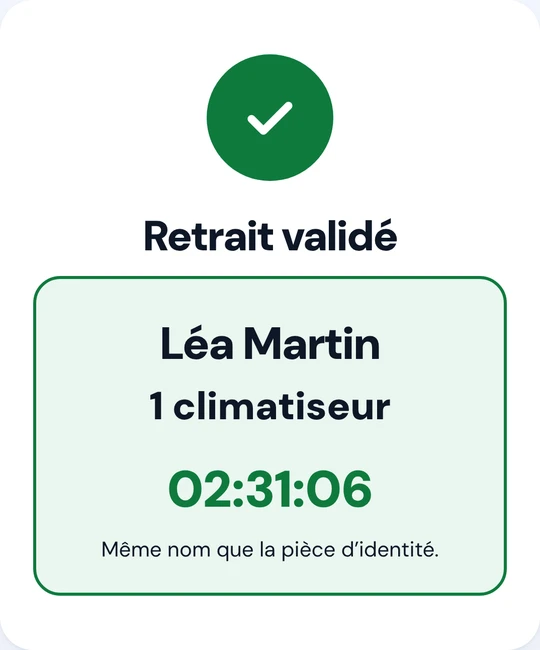 Retrait validé
Léa Martin
1 climatiseur
02:31:06
Même nom que la pièce d’identité.